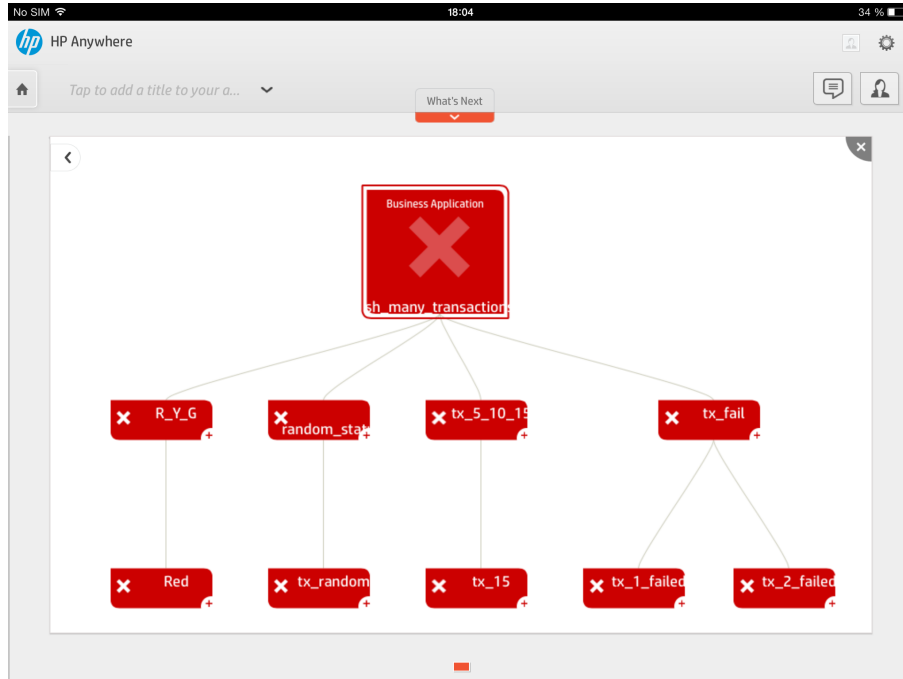 No SIM
18:04
34 %
hp
HP Anywhere
Tap to add a title to your a...
What's Next
Business Application
sh_many_transactions
R_Y_G
random_stat
tx_5_10_15
tx_fail
Red
tx_random
tx_15
tx_1_failed
tx_2_failed